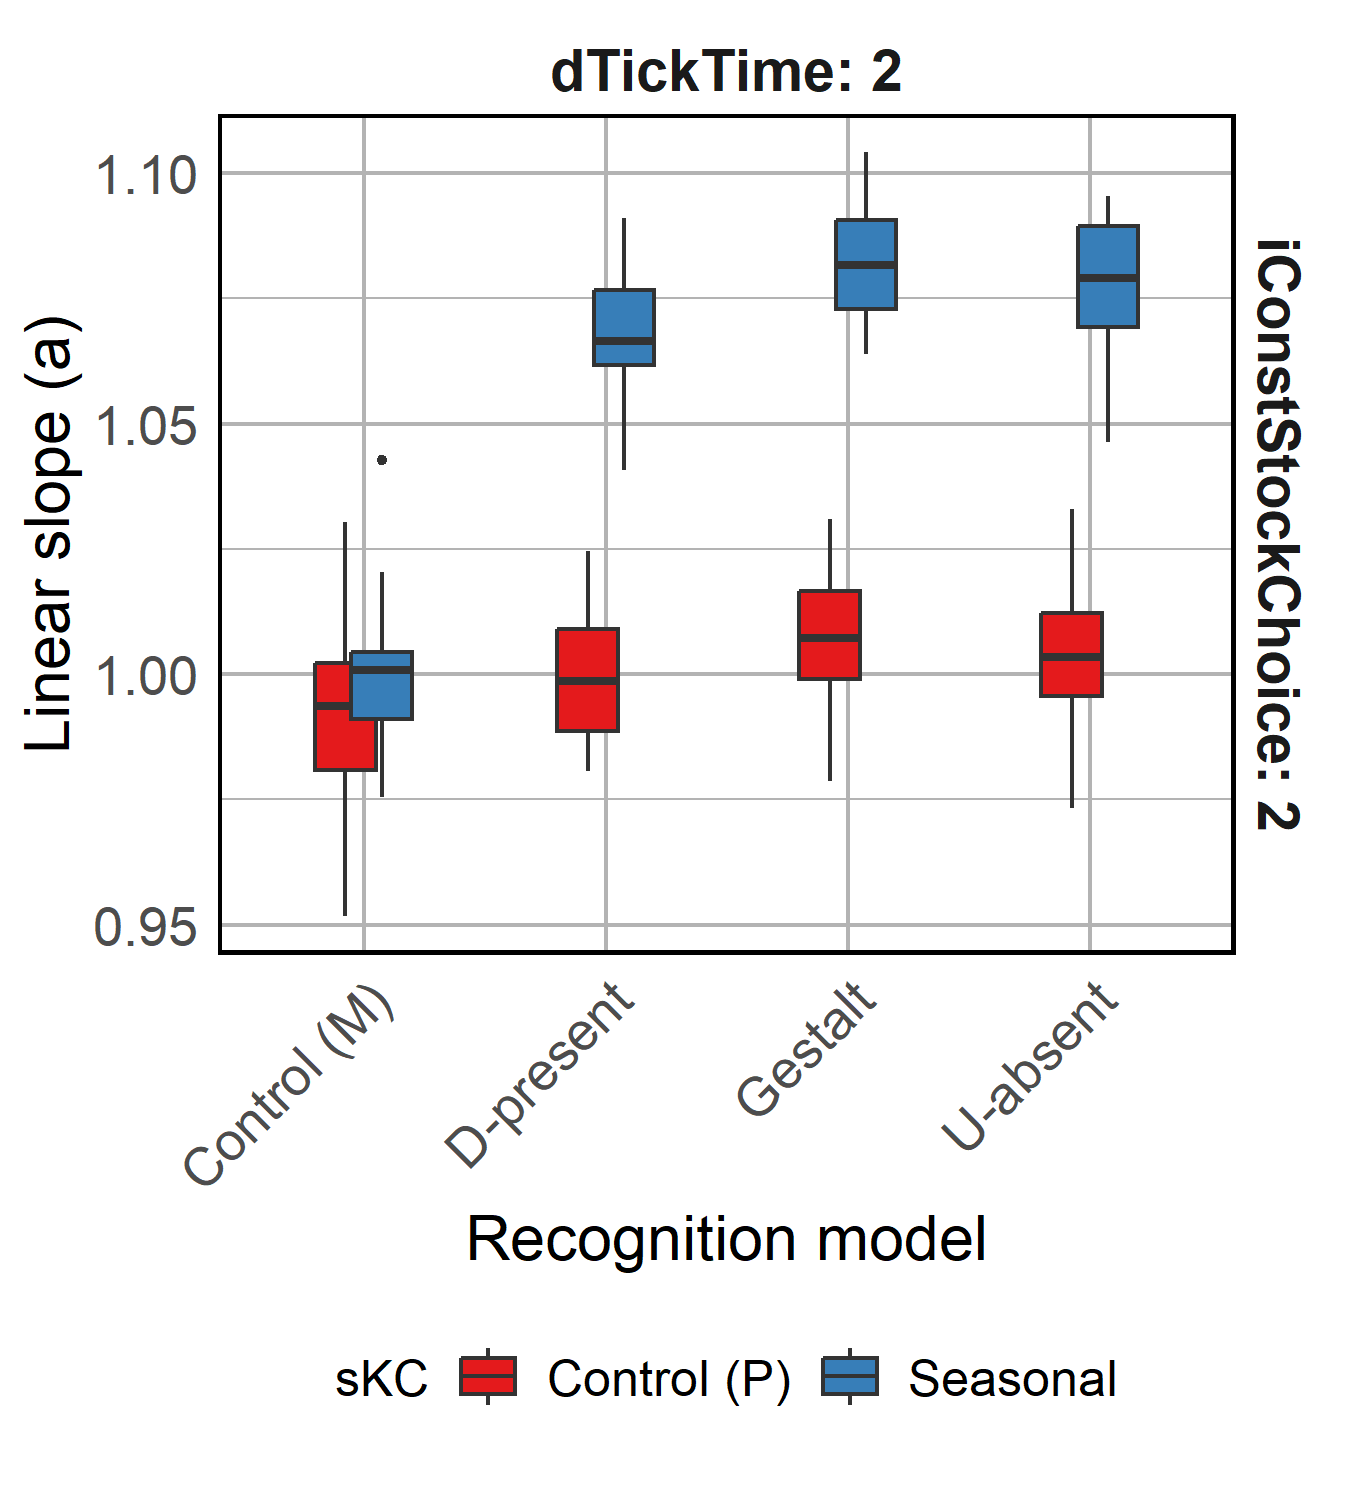 dTickTime: 2
1.10
1.05
1.00
0.95
Linear slope (a)
iConstStockChoice: 2
Control (M)
D-present
Gestalt
U-absent
Recognition model
sKC Control (P) Seasonal